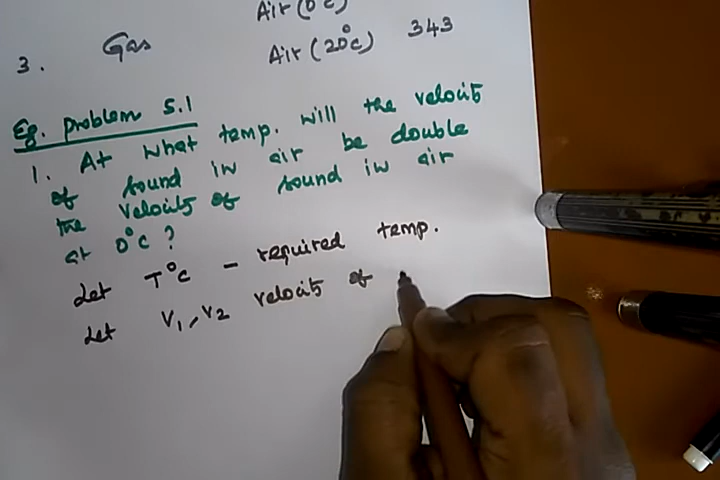 Air (0°C)
3. Gas
Air (20°C) 343
Eg. problem 5.1
1. At what temp. will the velocity
of sound in air be double
the velocity of sound in air
at 0°C ?
Let T°C - required temp.
Let V1, V2 velocity of